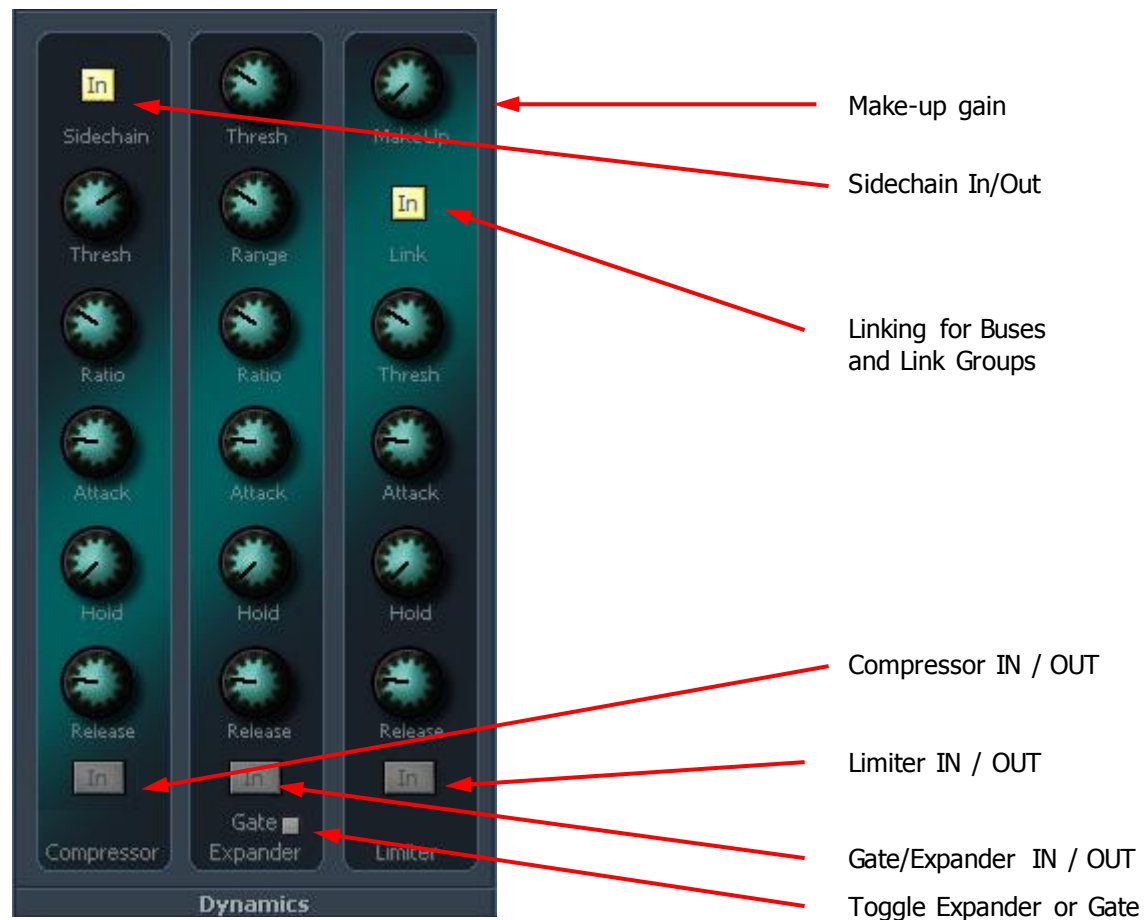 In
Sidechain
Thresh
Ratio
Attack
Hold
Release
In
Compressor
Thresh
Range
Ratio
Attack
Hold
Release
In
Gate
Expander
MakeUp
In
Link
Thresh
Attack
Hold
Release
In
Limiter
Dynamics
Make-up gain
Sidechain In/Out
Linking for Buses
and Link Groups
Compressor IN / OUT
Limiter IN / OUT
Gate/Expander IN / OUT
Toggle Expander or Gate